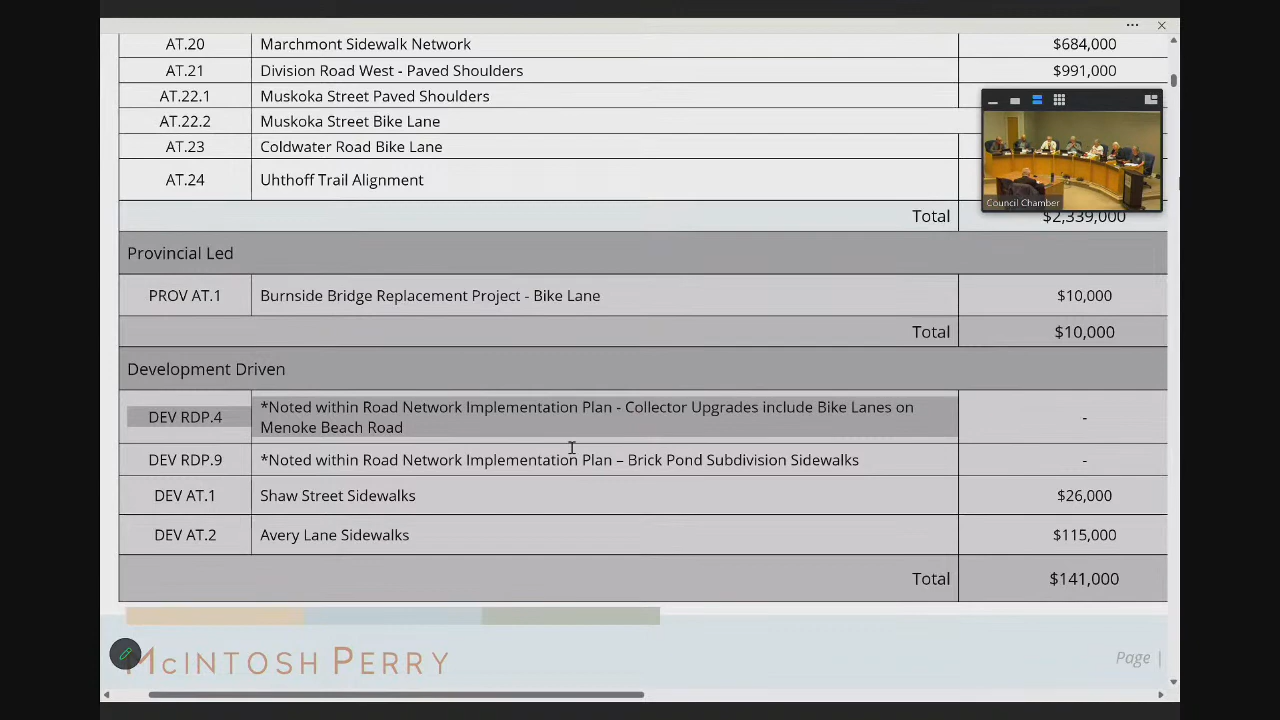 AT.20 Marchmont Sidewalk Network $684,000
AT.21 Division Road West - Paved Shoulders $991,000
AT.22.1 Muskoka Street Paved Shoulders
AT.22.2 Muskoka Street Bike Lane
AT.23 Coldwater Road Bike Lane
AT.24 Uhthoff Trail Alignment
Council Chamber
Total $2,339,000
Provincial Led
PROV AT.1 Burnside Bridge Replacement Project - Bike Lane $10,000
Total $10,000
Development Driven
DEV RDP.4 *Noted within Road Network Implementation Plan - Collector Upgrades include Bike Lanes on
Menoke Beach Road -
DEV RDP.9 *Noted within Road Network Implementation Plan – Brick Pond Subdivision Sidewalks -
DEV AT.1 Shaw Street Sidewalks $26,000
DEV AT.2 Avery Lane Sidewalks $115,000
Total $141,000
McINTOSH PERRY
Page |